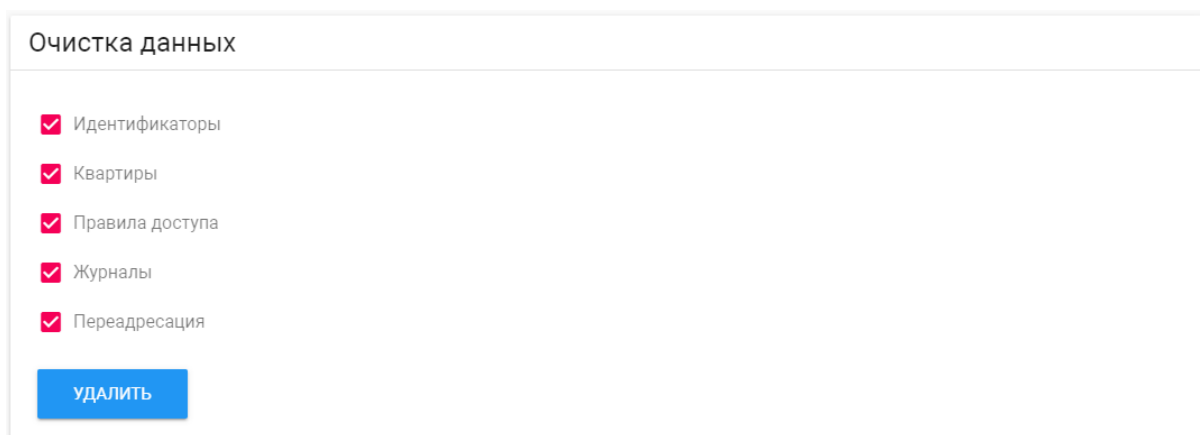 Очистка данных
Идентификаторы
Квартиры
Правила доступа
Журналы
Переадресация
УДАЛИТЬ